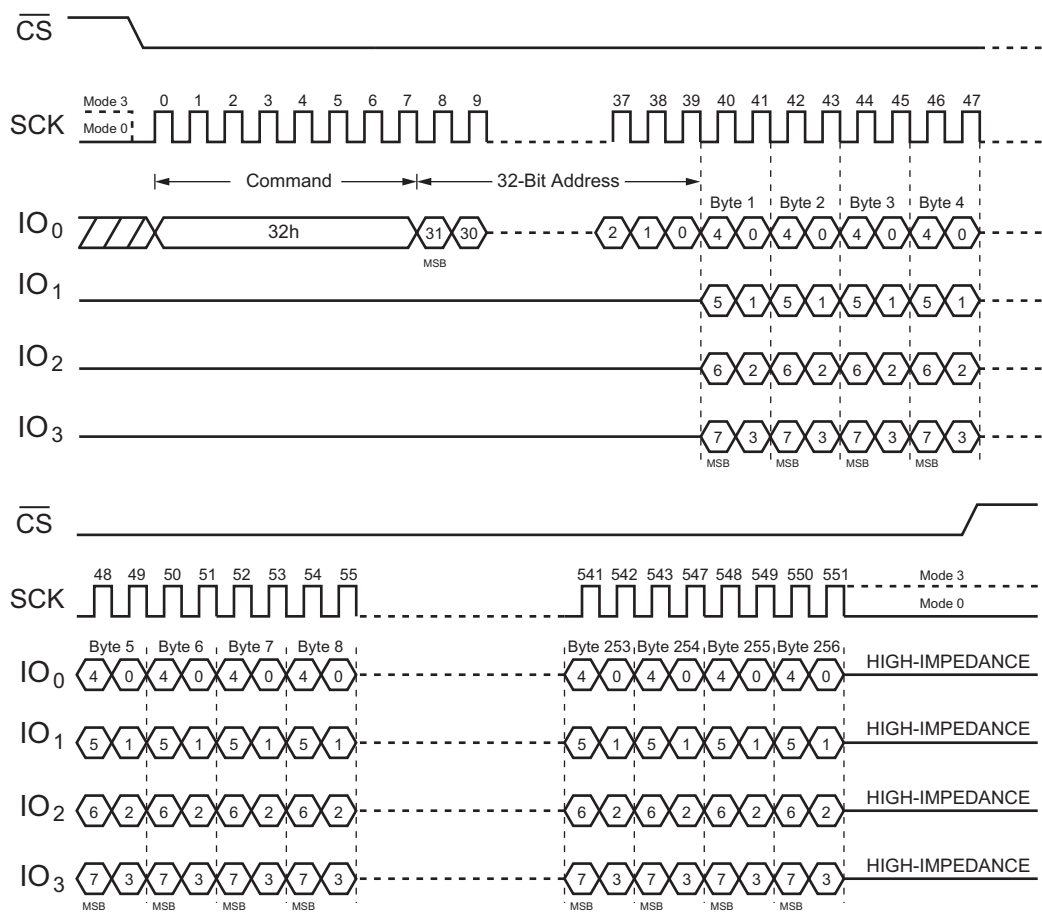 CS
Mode 3
0 1 2 3 4 5 6 7 8 9 37 38 39 40 41 42 43 44 45 46 47
SCK
Mode 0
Command 32-Bit Address
Byte 1 Byte 2 Byte 3 Byte 4
IO0 32h 31 30 2 1 0 4 0 4 0 4 0 4 0
MSB
IO1 5 1 5 1 5 1 5 1
IO2 6 2 6 2 6 2 6 2
IO3 7 3 7 3 7 3 7 3
MSB MSB MSB MSB
CS
48 49 50 51 52 53 54 55 541 542 543 547 548 549 550 551 Mode 3
SCK Mode 0
Byte 5 Byte 6 Byte 7 Byte 8 Byte 253 Byte 254 Byte 255 Byte 256
IO0 4 0 4 0 4 0 4 0 4 0 4 0 4 0 4 0 HIGH-IMPEDANCE
IO1 5 1 5 1 5 1 5 1 5 1 5 1 5 1 5 1 HIGH-IMPEDANCE
IO2 6 2 6 2 6 2 6 2 6 2 6 2 6 2 6 2 HIGH-IMPEDANCE
IO3 7 3 7 3 7 3 7 3 7 3 7 3 7 3 7 3 HIGH-IMPEDANCE
MSB MSB MSB MSB MSB MSB MSB MSB